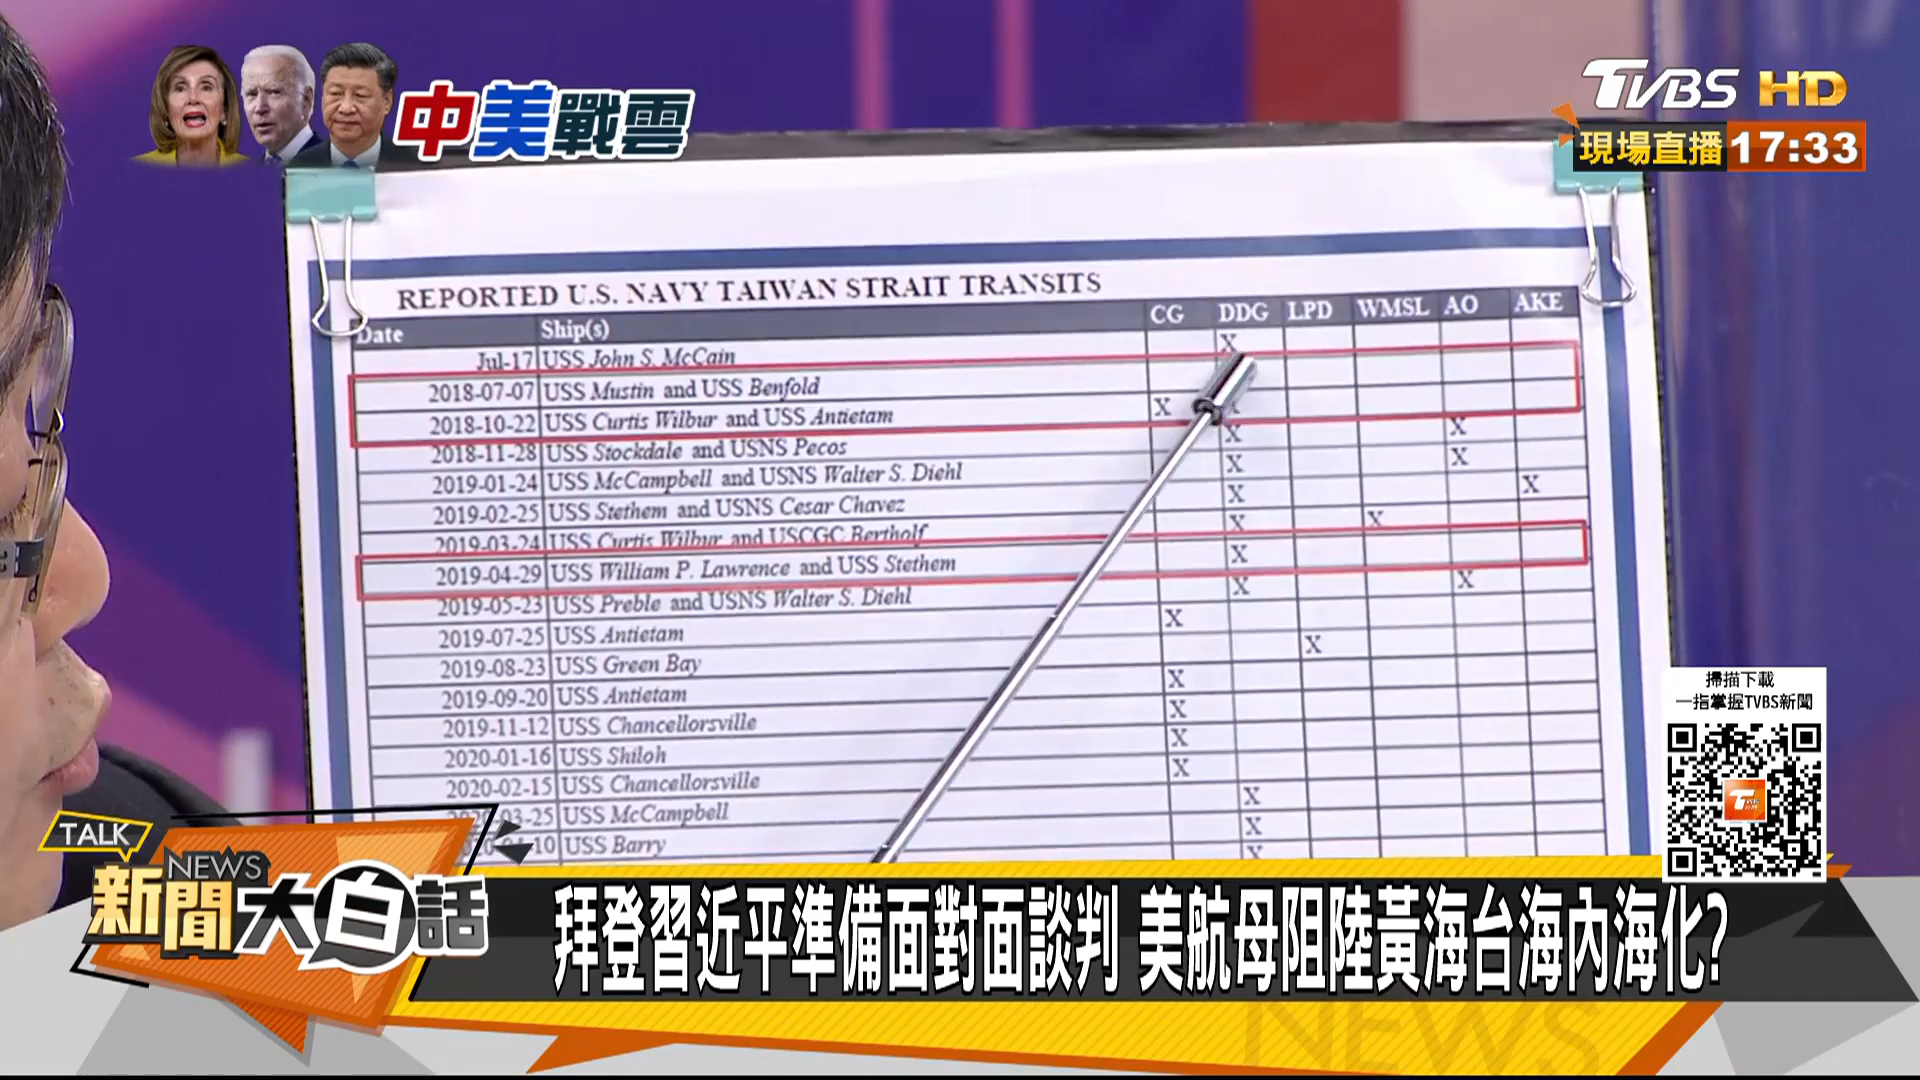 中美戰雲
TVBS HD
現場直播 17:33
REPORTED U.S. NAVY TAIWAN STRAIT TRANSITS
Date Ship(s) CG DDG LPD WMSL AO AKE
Jul-17 USS John S. McCain X
2018-07-07 USS Mustin and USS Benfold
2018-10-22 USS Curtis Wilbur and USS Antietam X X
2018-11-28 USS Stockdale and USNS Pecos X X
2019-01-24 USS McCampbell and USNS Walter S. Diehl X X
2019-02-25 USS Stethem and USNS Cesar Chavez X X
2019-03-24 USS Curtis Wilbur and USCGC Bertholf X X
2019-04-29 USS William P. Lawrence and USS Stethem X
2019-05-23 USS Preble and USNS Walter S. Diehl X X
2019-07-25 USS Antietam X
2019-08-23 USS Green Bay X
2019-09-20 USS Antietam X
2019-11-12 USS Chancellorsville X
2020-01-16 USS Shiloh X
2020-02-15 USS Chancellorsville X
2020-03-25 USS McCampbell X
10 USS Barry X
X
掃描下載
一指掌握TVBS新聞
TALK
NEWS
新聞大白話
拜登習近平準備面對面談判 美航母阻陸黃海台海內海化?
NEWS